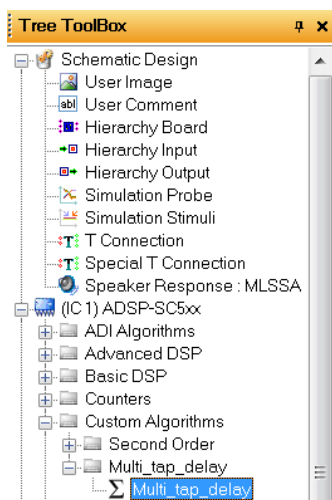 Tree ToolBox
Schematic Design
User Image
abl User Comment
Hierarchy Board
Hierarchy Input
Hierarchy Output
Simulation Probe
Simulation Stimuli
T T Connection
T Special T Connection
Speaker Response : MLSSA
(IC 1) ADSP-SC5xx
ADI Algorithms
Advanced DSP
Basic DSP
Counters
Custom Algorithms
Second Order
Multi_tap_delay
Σ Multi_tap_delay